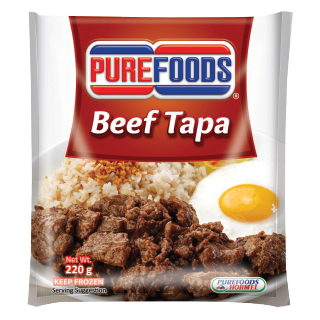 PUREFOODS
®
Beef Tapa
Net Wt.
220 g
KEEP FROZEN
Serving Suggestion
PUREFOODS
HORMEL